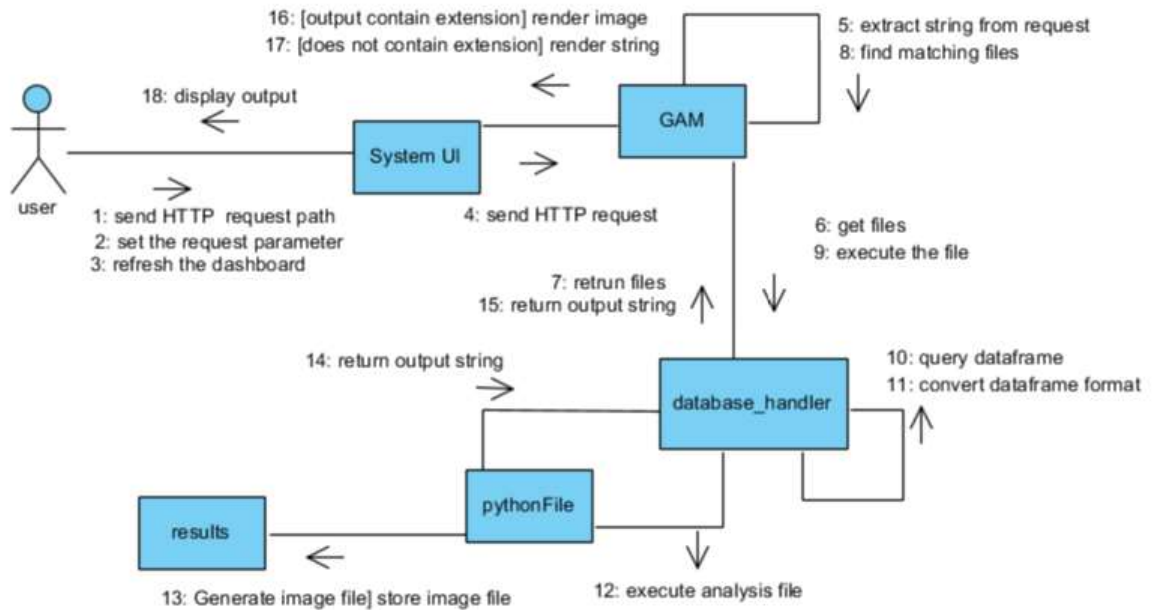 16: [output contain extension] render image
17: [does not contain extension] render string
5: extract string from request
8: find matching files
18: display output
GAM
System UI
user
1: send HTTP request path
2: set the request parameter
3: refresh the dashboard
4: send HTTP request
6: get files
9: execute the file
7: retrun files
15: return output string
14: return output string
10: query dataframe
11: convert dataframe format
database_handler
pythonFile
results
12: execute analysis file
13: Generate image file] store image file